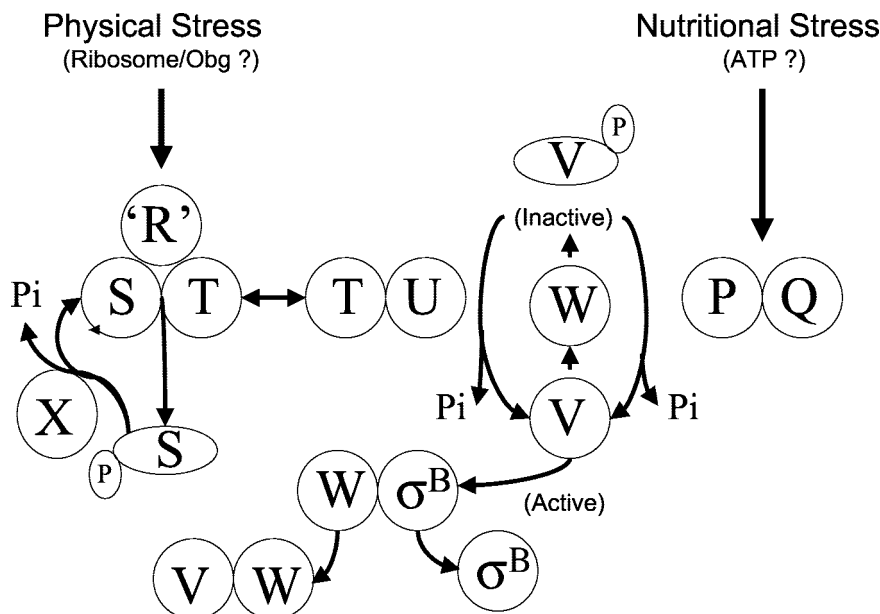 Physical Stress
(Ribosome/Obg ?)
Nutritional Stress
(ATP ?)
P
V
(Inactive)
‘R’
S T
T U
W
P Q
Pi
X
V
Pi
Pi
S
P
W σB
(Active)
V W
σB